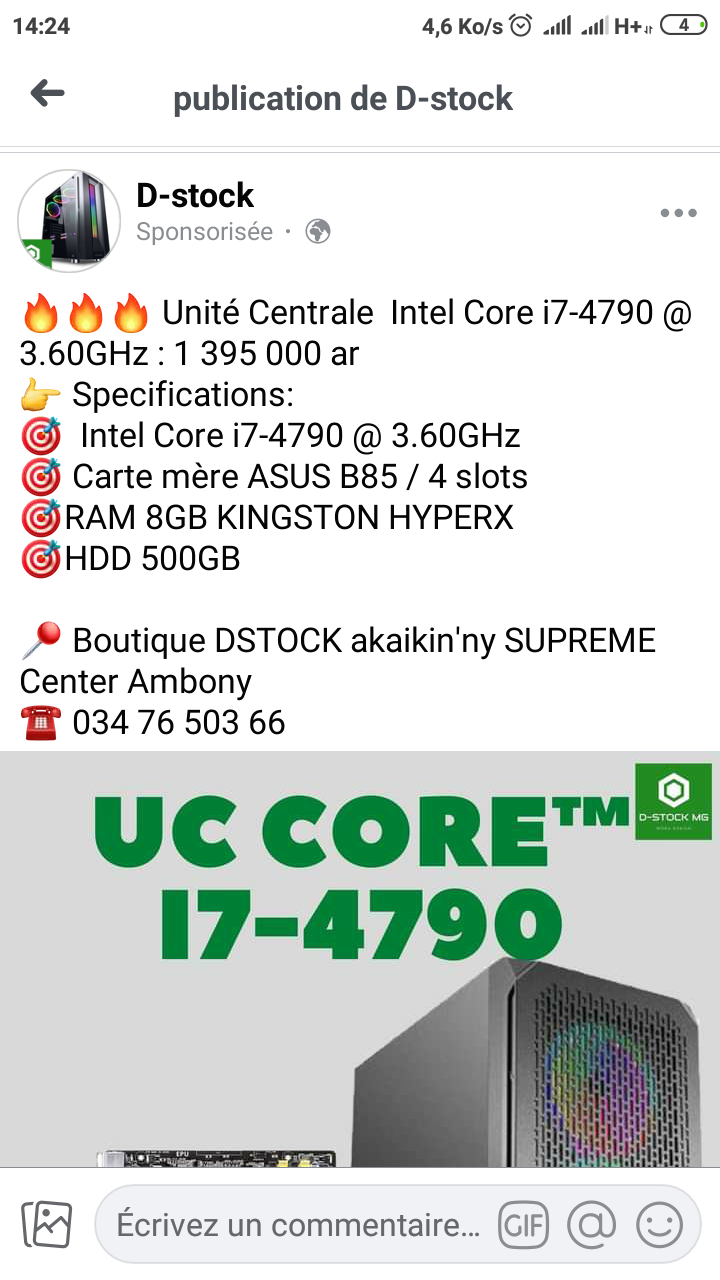 14:24
4,6 Ko/s H+ 4
publication de D-stock
D-stock
Sponsorisée ·
🔥🔥🔥 Unité Centrale Intel Core i7-4790 @
3.60GHz : 1 395 000 ar
👉 Specifications:
🎯 Intel Core i7-4790 @ 3.60GHz
🎯 Carte mère ASUS B85 / 4 slots
🎯RAM 8GB KINGSTON HYPERX
🎯HDD 500GB
📍 Boutique DSTOCK akaikin'ny SUPREME
Center Ambony
☎️ 034 76 503 66
UC CORE™
I7-4790
D-STOCK MG
EPU
Écrivez un commentaire...
GIF
@